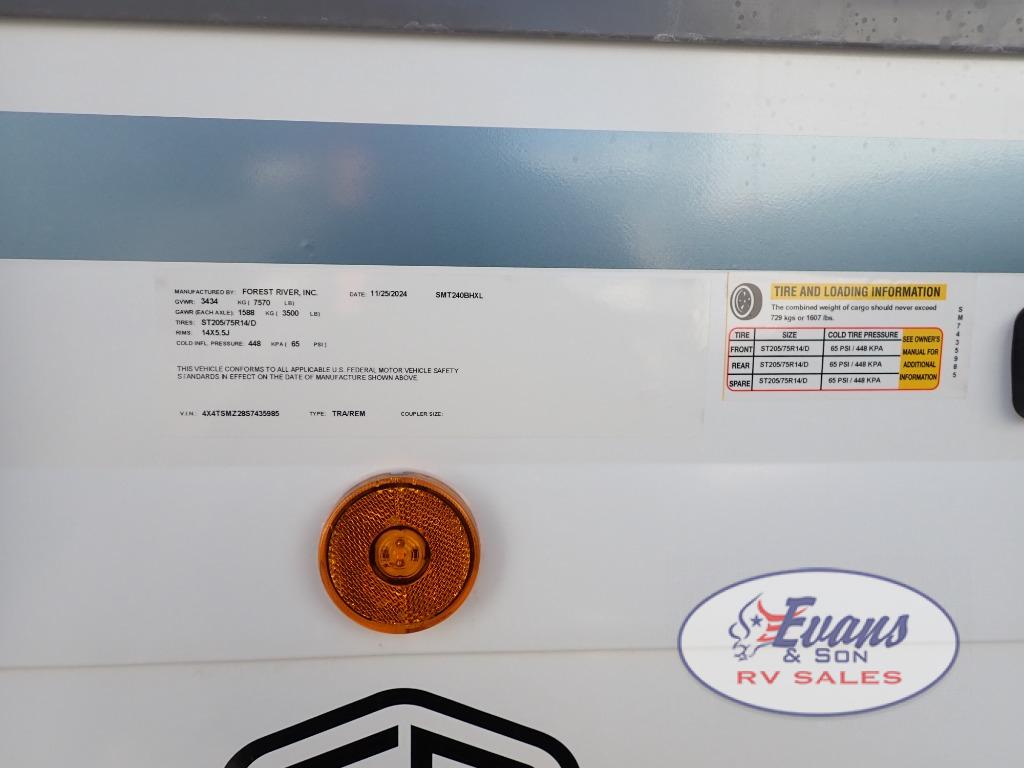 MANUFACTURED BY: FOREST RIVER, INC. DATE: 11/25/2024 SMT240BHXL
GVWR: 3434 KG ( 7570 LB)
GAWR (EACH AXLE): 1588 KG ( 3500 LB)
TIRES: ST205/75R14/D
RIMS: 14X5.5J
COLD INFL. PRESSURE: 448 KPA ( 65 PSI )
THIS VEHICLE CONFORMS TO ALL APPLICABLE U.S. FEDERAL MOTOR VEHICLE SAFETY
STANDARDS IN EFFECT ON THE DATE OF MANUFACTURE SHOWN ABOVE.
V.I.N.: 4X4TSMZ28S7435985 TYPE: TRA/REM COUPLER SIZE:
TIRE AND LOADING INFORMATION
The combined weight of cargo should never exceed
729 kgs or 1607 lbs.
TIRE SIZE COLD TIRE PRESSURE
FRONT ST205/75R14/D 65 PSI / 448 KPA
REAR ST205/75R14/D 65 PSI / 448 KPA
SPARE ST205/75R14/D 65 PSI / 448 KPA
SEE OWNER'S
MANUAL FOR
ADDITIONAL
INFORMATION
SM7435985
Evans
& SON
RV SALES